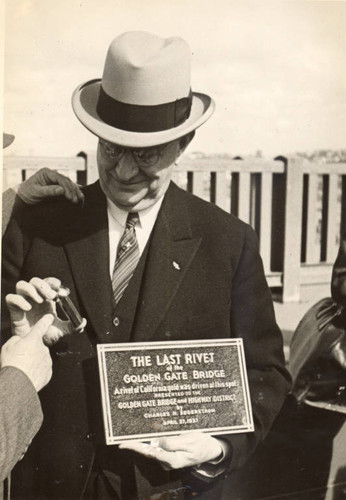 THE LAST RIVET
of the
GOLDEN GATE BRIDGE
A rivet of California gold was driven at this spot
PRESENTED TO THE
GOLDEN GATE BRIDGE and HIGHWAY DISTRICT
by
CHARLES H. SEGERSTROM
APRIL 27, 1937